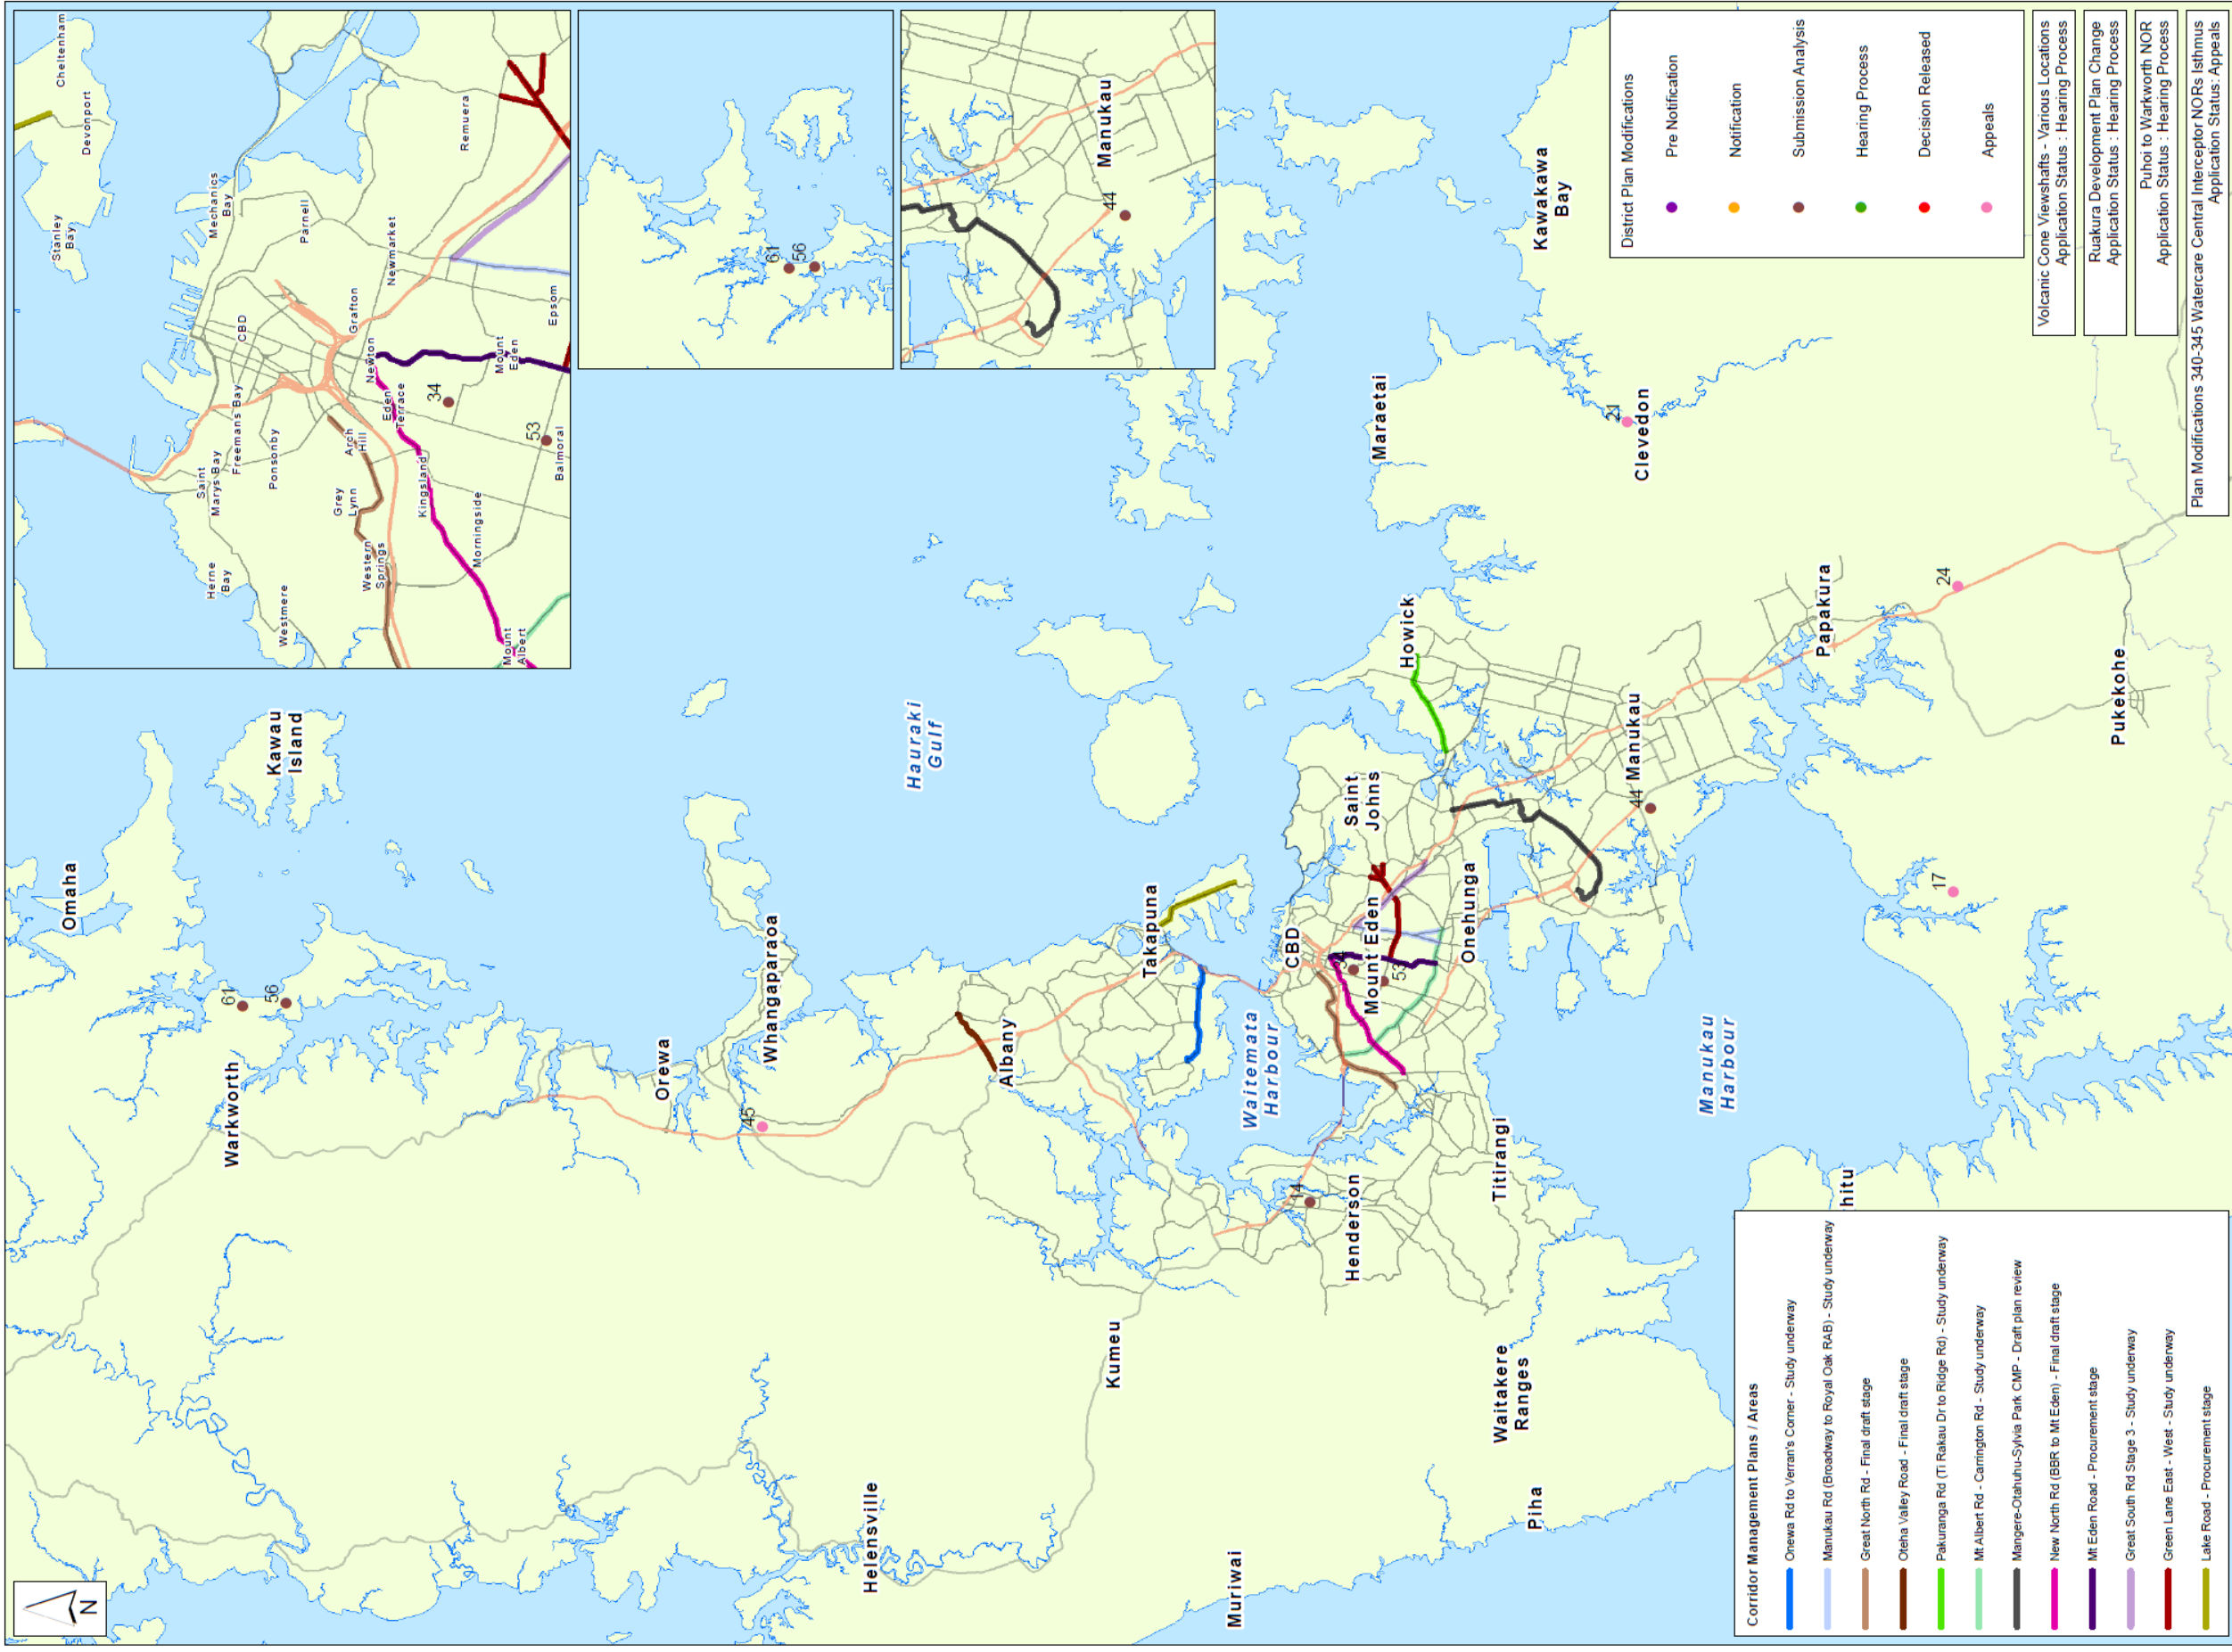 N
Omaha
Kawau
Island
Warkworth
61
56
Orewa
45
Whangaparaoa
Helensville
Hauraki
Gulf
Albany
Kumeu
Takapuna
Muriwai
Waitemata
Harbour
CBD
14
Henderson
34
Mount Eden
53
Saint
Johns
Howick
Maraetai
Onehunga
Titirangi
Waitakere
Ranges
Piha
Kawakawa
Bay
21
Clevedon
44
Manukau
Manukau
Harbour
Papakura
hitu
17
24
Pukekohe
Stanley
Bay
Devonport
Cheltenham
Herne
Bay
Westmere
Saint
Marys Bay
Freemans Bay
Ponsonby
CBD
Mechanics
Bay
Parnell
Grey
Lynn
Arch
Hill
Western
Springs
Newton
Grafton
Eden
Terrace
Newmarket
Remuera
Kingsland
34
Morningside
Mount
Eden
Mount
Albert
53
Balmoral
Epsom
61
56
Manukau
44
Corridor Management Plans / Areas
Onewa Rd to Verran's Corner - Study underway
Manukau Rd (Broadway to Royal Oak RAB) - Study underway
Great North Rd - Final draft stage
Oteha Valley Road - Final draft stage
Pakuranga Rd (Ti Rakau Dr to Ridge Rd) - Study underway
Mt Albert Rd - Carrington Rd - Study underway
Mangere-Otahuhu-Sylvia Park CMP - Draft plan review
New North Rd (BBR to Mt Eden) - Final draft stage
Mt Eden Road - Procurement stage
Great South Rd Stage 3 - Study underway
Green Lane East - West - Study underway
Lake Road - Procurement stage
District Plan Modifications
Pre Notification
Notification
Submission Analysis
Hearing Process
Decision Released
Appeals
Volcanic Cone Viewshafts - Various Locations
Application Status : Hearing Process
Ruakura Development Plan Change
Application Status : Hearing Process
Puhoi to Warkworth NOR
Application Status : Hearing Process
Plan Modifications 340-345 Watercare Central Interceptor NORs Isthmus
Application Status: Appeals